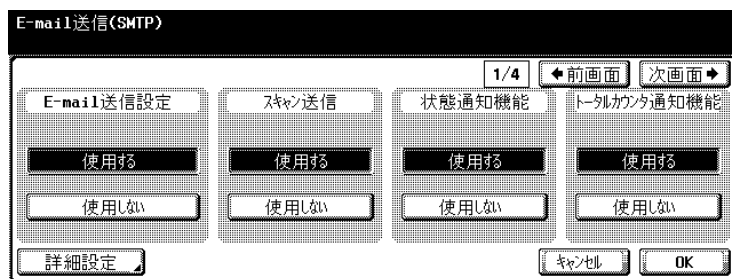 E-mail送信(SMTP)
1/4 前画面 次画面
E-mail送信設定 スキャン送信 状態通知機能 トータルカウンタ通知機能
使用する 使用する 使用する 使用する
使用しない 使用しない 使用しない 使用しない
詳細設定 キャンセル OK